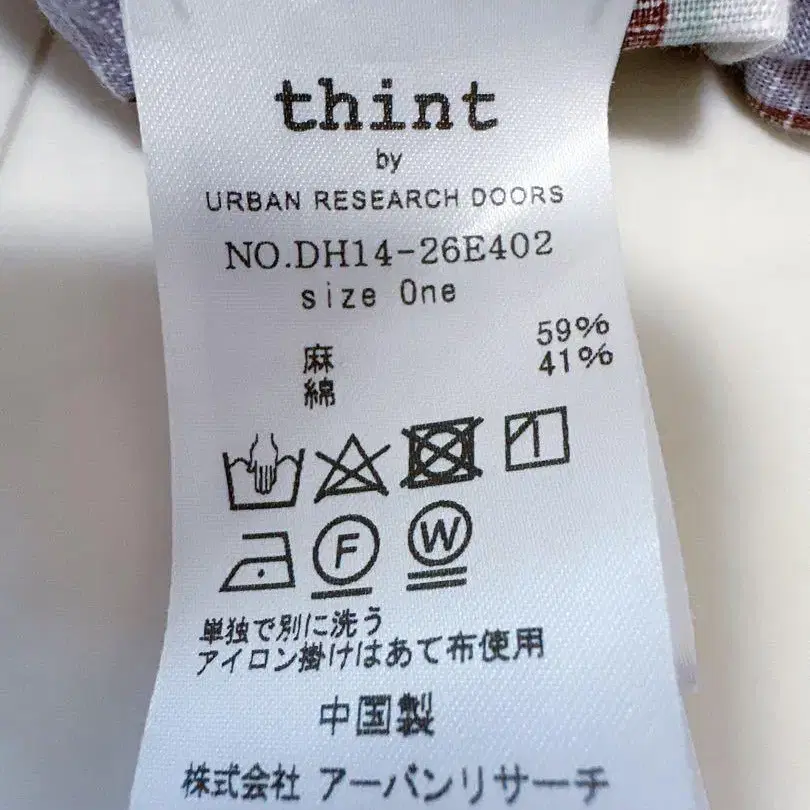 thint
by
URBAN RESEARCH DOORS
NO.DH14-26E402
size One
麻 59%
綿 41%
F W
単独で別に洗う
アイロン掛けはあて布使用
中国製
株式会社 アーバンリサーチ